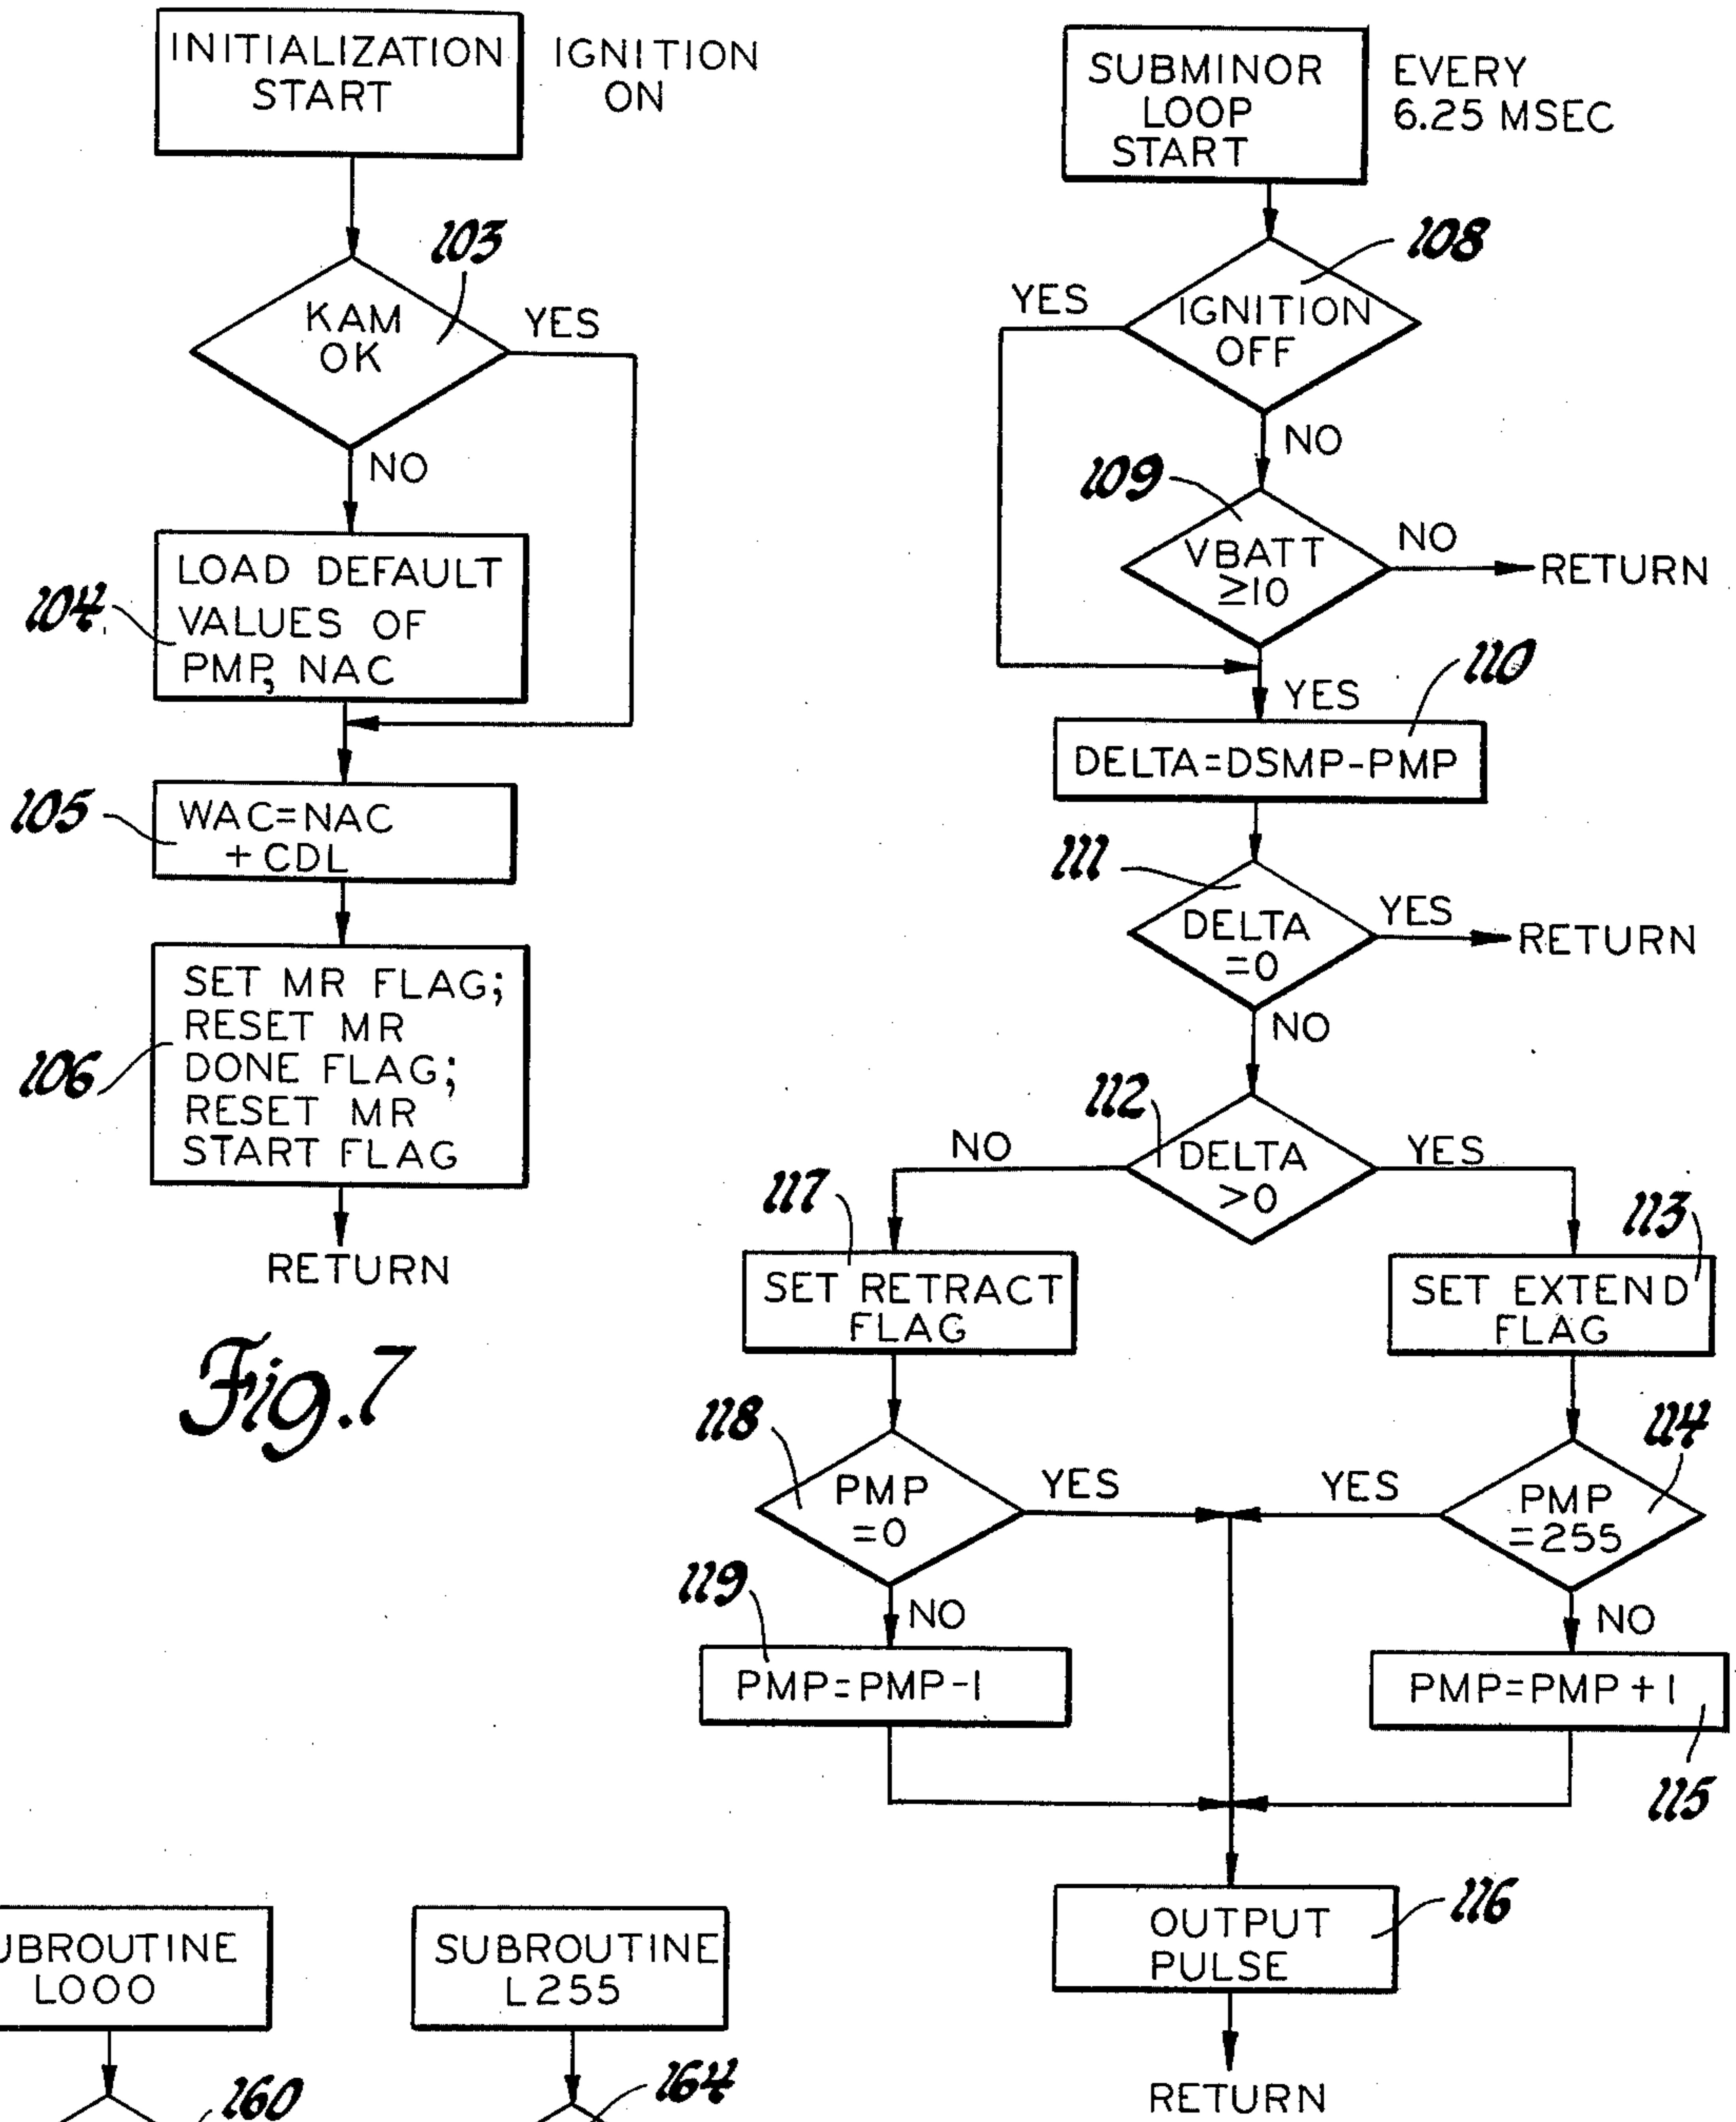 INITIALIZATION
START
IGNITION
ON
103
KAM
OK
YES
NO
104
LOAD DEFAULT
VALUES OF
PMP, NAC
105
WAC=NAC
+CDL
106
SET MR FLAG;
RESET MR
DONE FLAG;
RESET MR
START FLAG
RETURN
Fig. 7
SUBMINOR
LOOP
START
EVERY
6.25 MSEC
108
IGNITION
OFF
YES
NO
109
VBATT
≥10
NO
RETURN
YES
110
DELTA=DSMP-PMP
111
DELTA
=0
YES
RETURN
NO
112
DELTA
>0
NO
YES
117
SET RETRACT
FLAG
113
SET EXTEND
FLAG
118
PMP
=0
YES
NO
114
PMP
=255
YES
NO
119
PMP=PMP-1
PMP=PMP+1
115
OUTPUT
PULSE
116
RETURN
UBROUTINE
L000
160
SUBROUTINE
L255
164